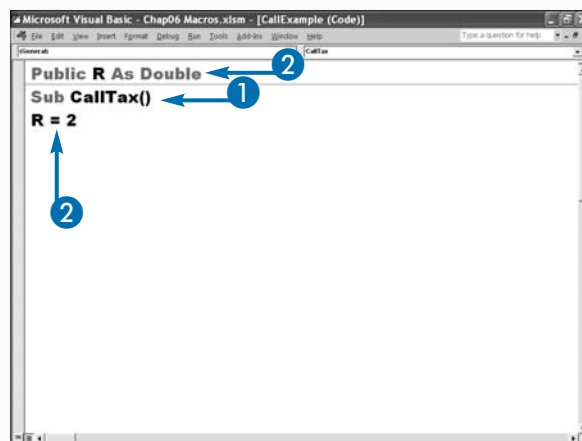 Microsoft Visual Basic - Chap06 Macros.xlsm - [CallExample (Code)]
File Edit View Insert Format Debug Run Tools Add-Ins Window Help Type a question for help
(General) CallTax
Public R As Double 2
Sub CallTax() 1
R = 2
2